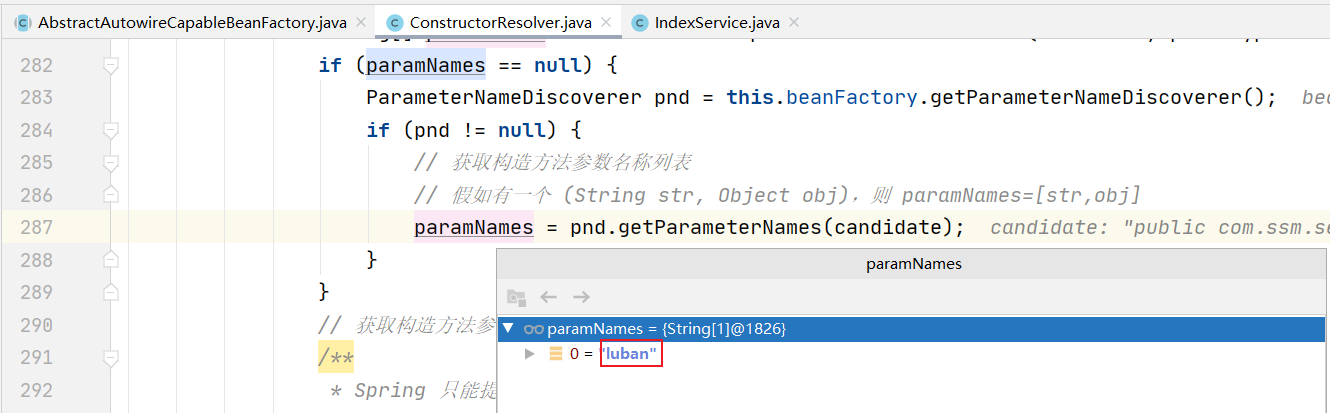 AbstractAutowireCapableBeanFactory.java ConstructorResolver.java IndexService.java
282 if (paramNames == null) {
283 ParameterNameDiscoverer pnd = this.beanFactory.getParameterNameDiscoverer();
284 if (pnd != null) {
285 // 获取构造方法参数名称列表
286 // 假如有一个 (String str, Object obj),则 paramNames=[str,obj]
287 paramNames = pnd.getParameterNames(candidate); candidate: "public com.ssm.se
288 }
289 }
290 // 获取构造方法参
291 /**
292 * Spring 只能提
paramNames
paramNames = {String[1]@1826}
0 = "luban"